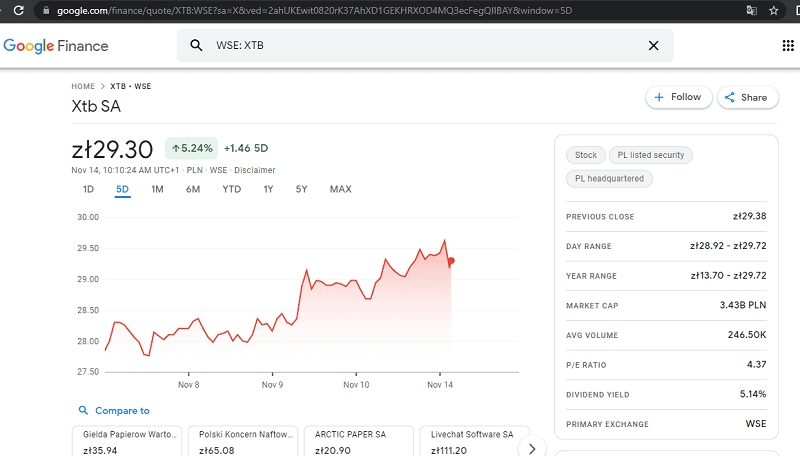 google.com/finance/quote/XTB:WSE?sa=X&ved=2ahUKEwit0820rK37AhXD1GEKHRXOD4MQ3ecFegQIIBAY&window=5D
Google Finance
WSE: XTB
HOME > XTB • WSE
Xtb SA
+ Follow
Share
zł29.30
↑5.24%
+1.46 5D
Nov 14, 10:10:24 AM UTC+1 · PLN · WSE · Disclaimer
1D 5D 1M 6M YTD 1Y 5Y MAX
30.00
29.50
29.00
28.50
28.00
27.50
Nov 8 Nov 9 Nov 10 Nov 14
Compare to
Gielda Papierow Warto...
zł35.94
Polski Koncern Naftow...
zł65.08
ARCTIC PAPER SA
zł20.90
Livechat Software SA
zł111.20
Stock
PL listed security
PL headquartered
PREVIOUS CLOSE zł29.38
DAY RANGE zł28.92 - zł29.72
YEAR RANGE zł13.70 - zł29.72
MARKET CAP 3.43B PLN
AVG VOLUME 246.50K
P/E RATIO 4.37
DIVIDEND YIELD 5.14%
PRIMARY EXCHANGE WSE